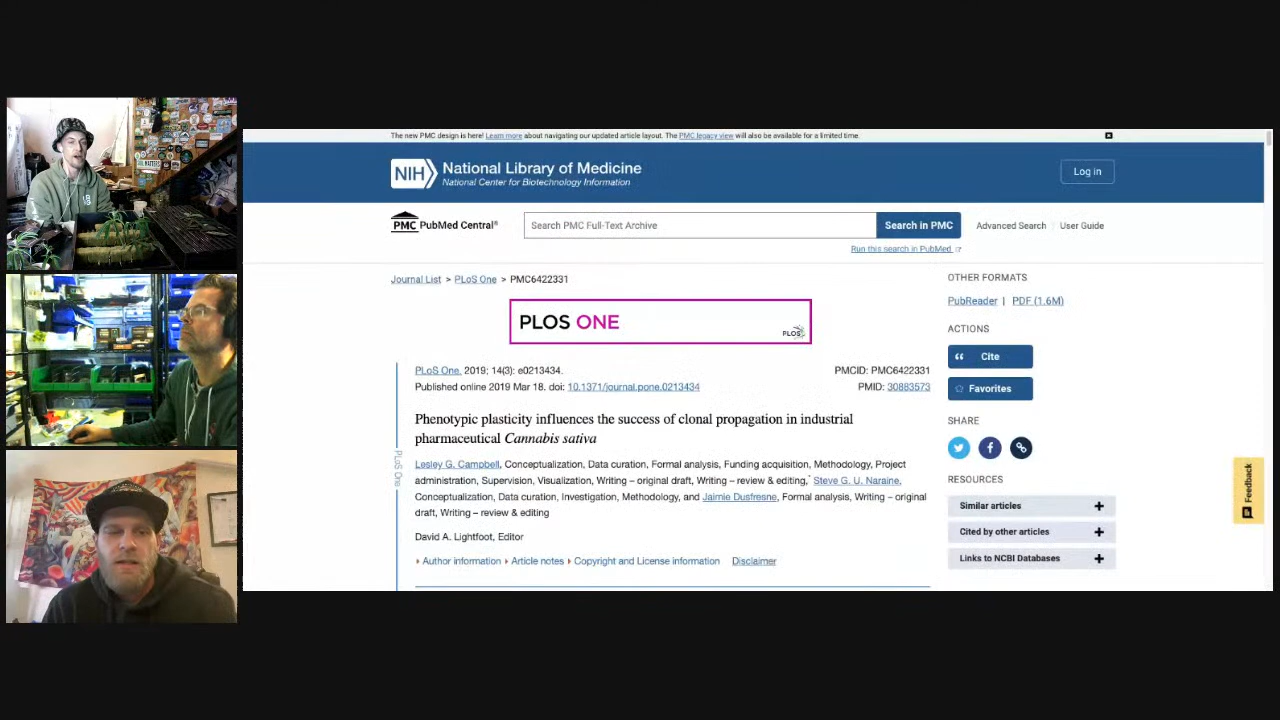 The new PMC design is here! Learn more about navigating our updated article layout. The PMC legacy view will also be available for a limited time.
NIH National Library of Medicine
National Center for Biotechnology Information
Log in
PMC PubMed Central®
Search PMC Full-Text Archive
Search in PMC
Advanced Search
User Guide
Run this search in PubMed
Journal List > PLoS One > PMC6422331
PLOS ONE
PLOS
PLoS One
PLoS One. 2019; 14(3): e0213434.
PMCID: PMC6422331
Published online 2019 Mar 18. doi: 10.1371/journal.pone.0213434
PMID: 30883573
Phenotypic plasticity influences the success of clonal propagation in industrial
pharmaceutical Cannabis sativa
Lesley G. Campbell, Conceptualization, Data curation, Formal analysis, Funding acquisition, Methodology, Project
administration, Supervision, Visualization, Writing – original draft, Writing – review & editing,* Steve G. U. Naraine,
Conceptualization, Data curation, Investigation, Methodology, and Jaimie Dusfresne, Formal analysis, Writing – original
draft, Writing – review & editing
David A. Lightfoot, Editor
Author information Article notes Copyright and License information Disclaimer
OTHER FORMATS
PubReader | PDF (1.6M)
ACTIONS
Cite
Favorites
SHARE
RESOURCES
Similar articles
Cited by other articles
Links to NCBI Databases
Feedback